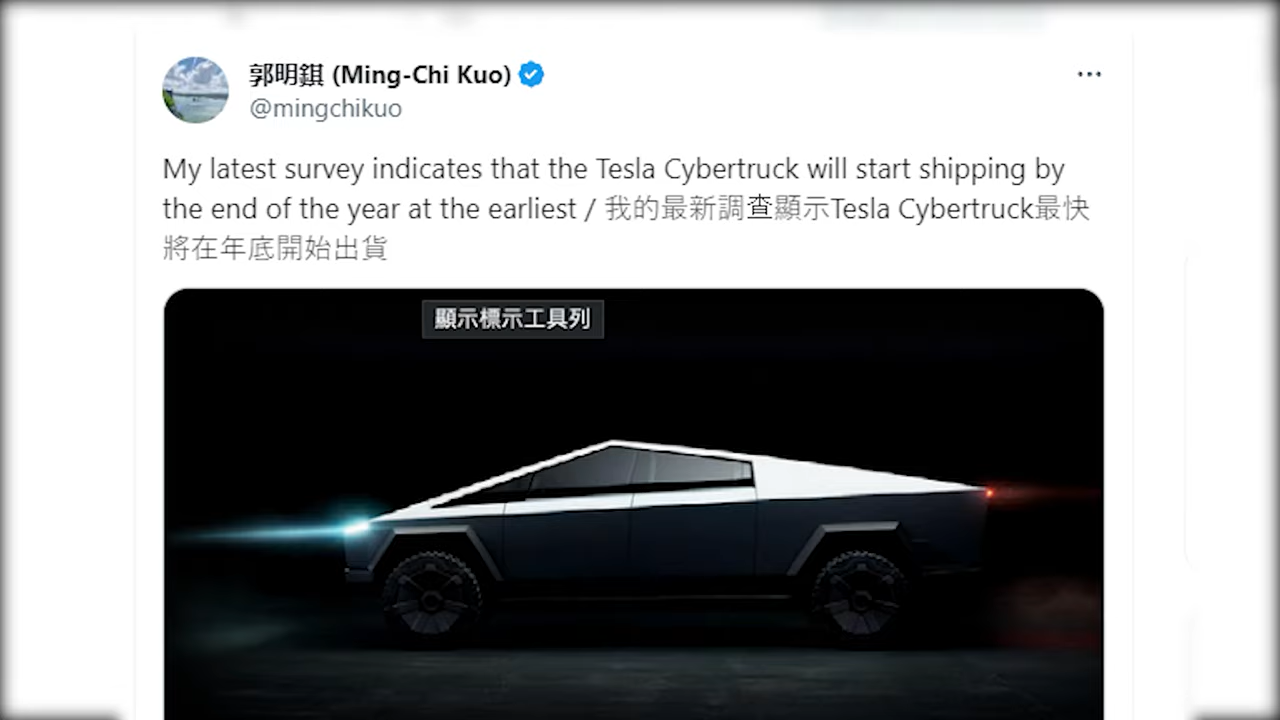 郭明錤 (Ming-Chi Kuo)
@mingchikuo
My latest survey indicates that the Tesla Cybertruck will start shipping by
the end of the year at the earliest / 我的最新調查顯示Tesla Cybertruck最快
將在年底開始出貨
顯示標示工具列